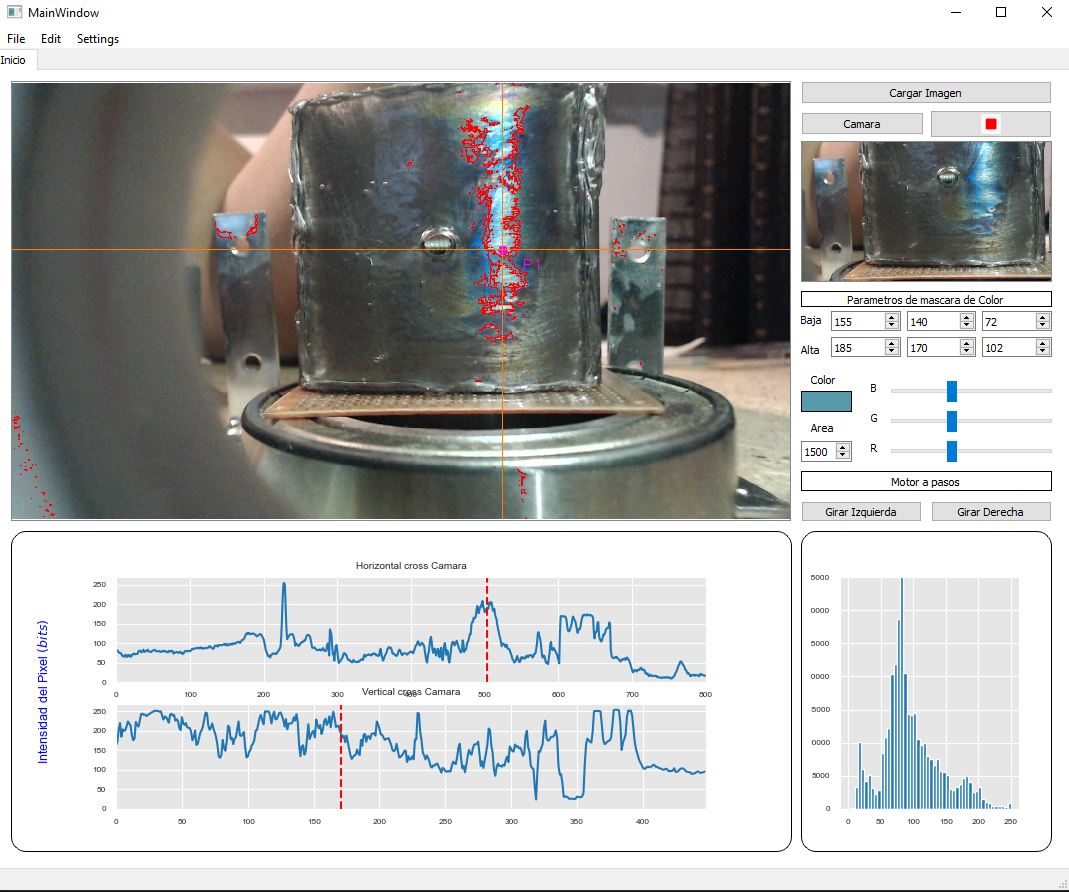 MainWindow
File Edit Settings
Inicio
Cargar Imagen
Camara
P1
Parametros de mascara de Color
Baja 155 140 72
Alta 185 170 102
Color
B
G
Area
1500
R
Motor a pasos
Girar Izquierda Girar Derecha
Intensidad del Pixel (bits)
Horizontal cross Camara
250
200
150
100
50
0
0 100 200 300 400 500 600 700 800
Vertical cross Camara
250
200
150
100
50
0
0 50 100 150 200 250 300 350 400
5000
0000
5000
0000
5000
0000
5000
0
0 50 100 150 200 250